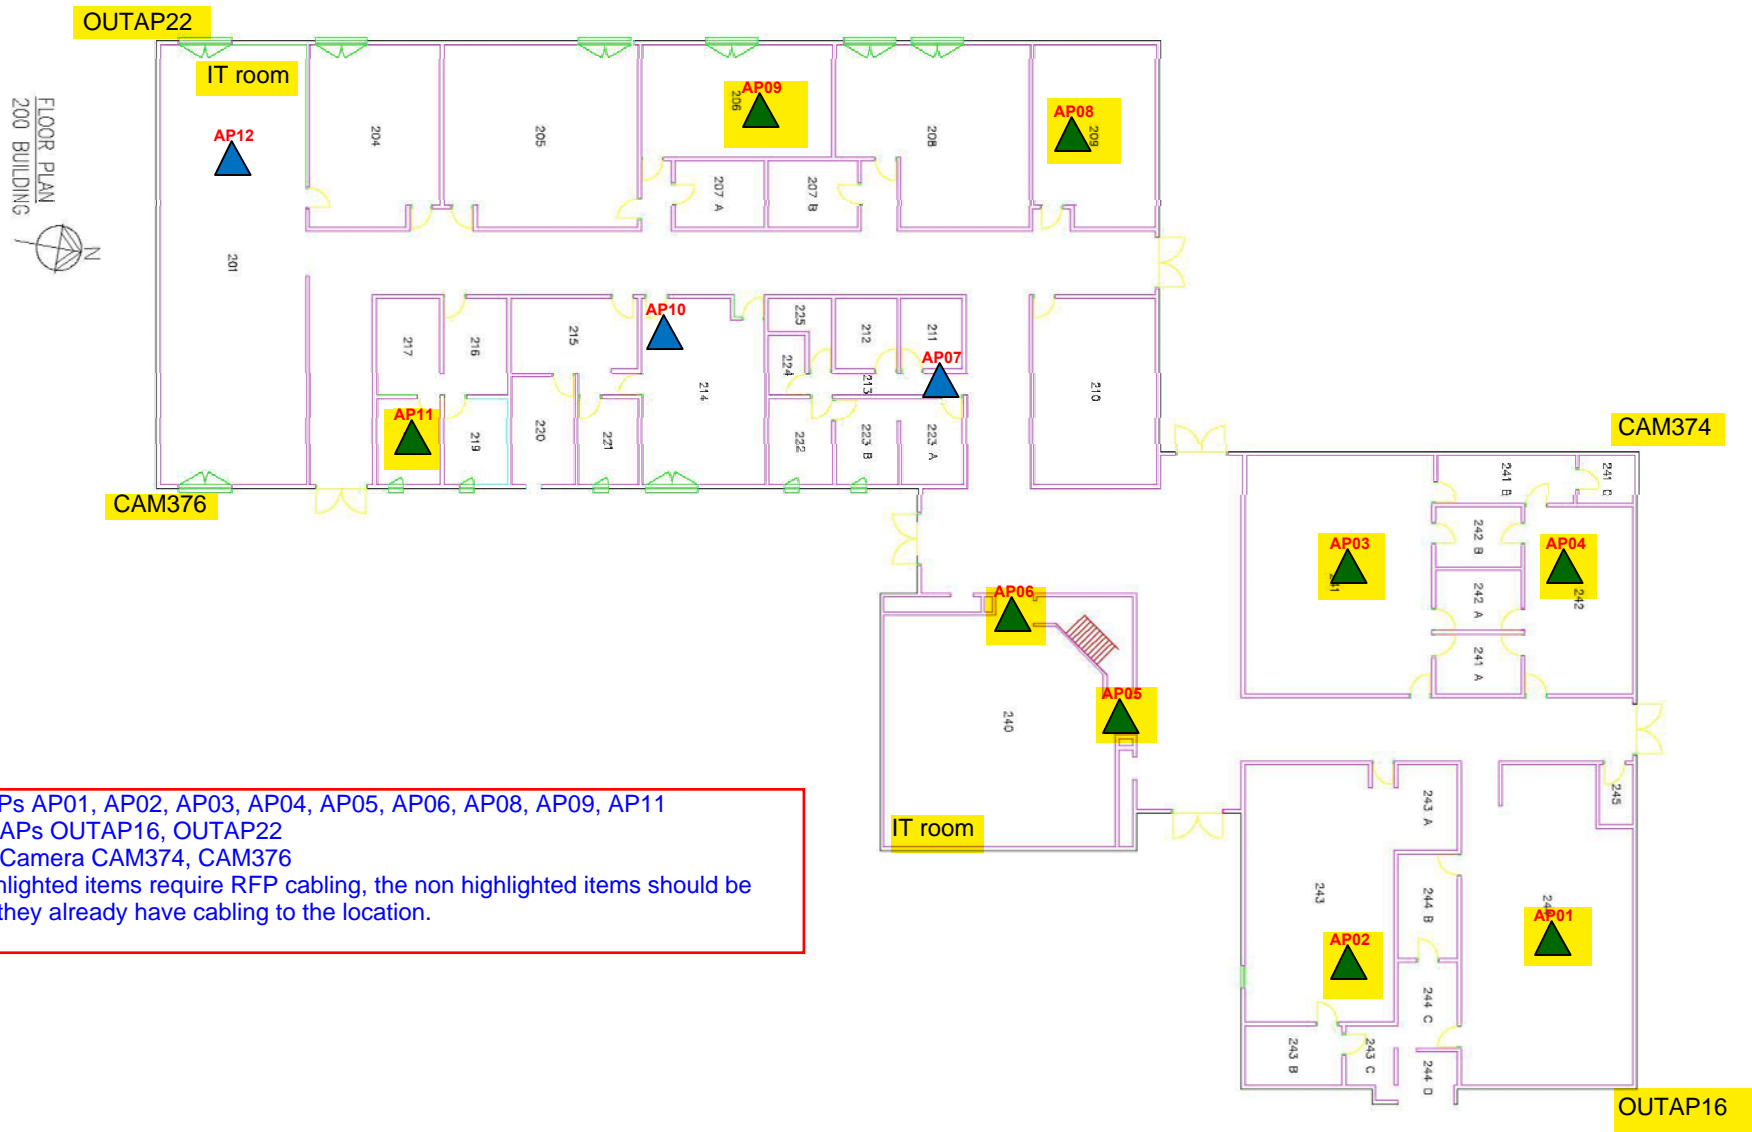 OUTAP22
IT room
FLOOR PLAN
200 BUILDING
N
AP12
201
204
205
AP09
206
207 A
207 B
208
AP08
209
AP10
AP07
217
216
215
214
225
224
212
211
213
210
AP11
219
220
221
222
223 B
223 A
CAM376
CAM374
241 B
241 C
AP03
241
242 B
242 A
241 A
AP04
242
AP06
AP05
240
IT room
243 A
245
243
244 B
AP01
AP02
244 C
243 B
243 C
244 D
OUTAP16
Ps AP01, AP02, AP03, AP04, AP05, AP06, AP08, AP09, AP11
APs OUTAP16, OUTAP22
Camera CAM374, CAM376
hlighted items require RFP cabling, the non highlighted items should be
they already have cabling to the location.